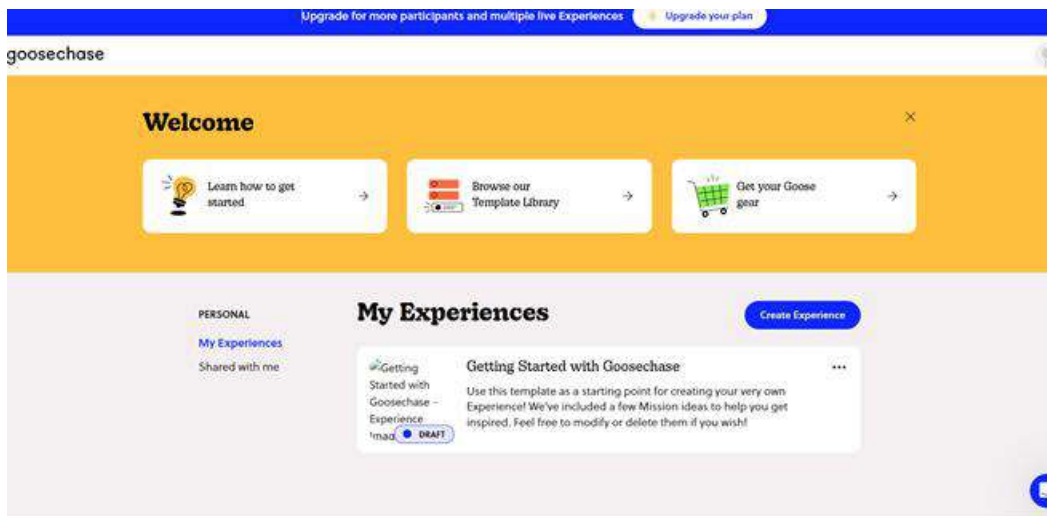 Upgrade for more participants and multiple live Experiences
Upgrade your plan
goosechase
Welcome
Learn how to get
started
Browse our
Template Library
Get your Goose
gear
PERSONAL
My Experiences
Shared with me
My Experiences
Create Experience
Getting
Started with
Goosechase –
Experience
DRAFT
Getting Started with Goosechase
Use this template as a starting point for creating your very own
Experience! We've included a few Mission ideas to help you get
inspired. Feel free to modify or delete them if you wish!